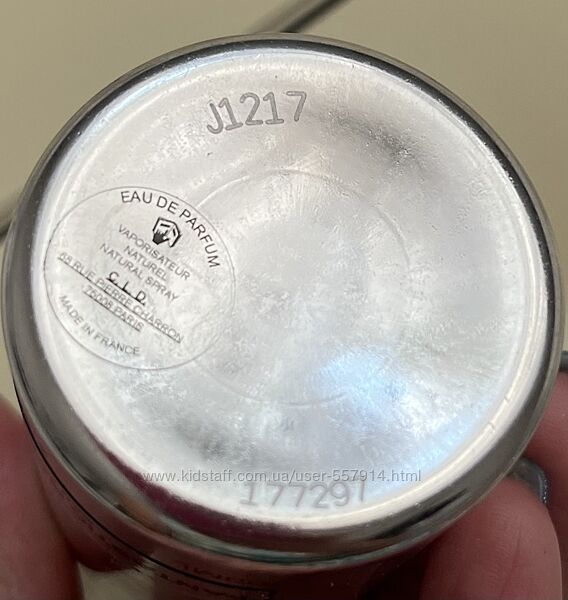 J1217
EAU DE PARFUM
VAPORISATEUR
NATUREL
NATURAL SPRAY
C.L.D.
65 RUE PIERRE CHARRON
75008 PARIS
MADE IN FRANCE
www.kidstaff.com.ua/user-557914.html
177297